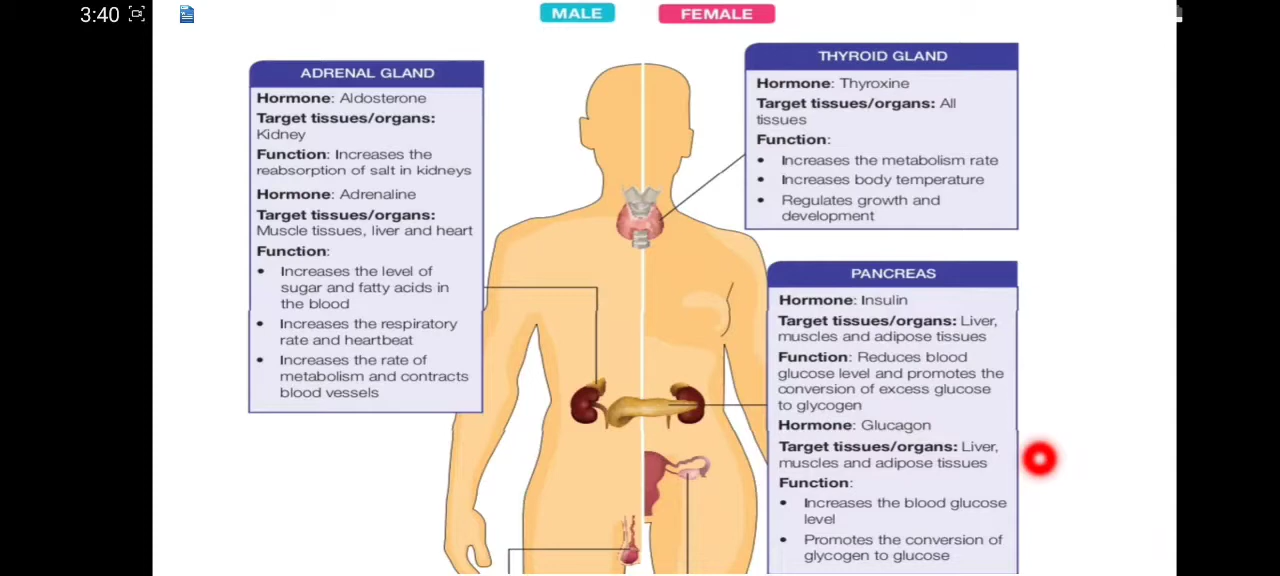 3:40
MALE
FEMALE
ADRENAL GLAND
Hormone: Aldosterone
Target tissues/organs:
Kidney
Function: Increases the
reabsorption of salt in kidneys
Hormone: Adrenaline
Target tissues/organs:
Muscle tissues, liver and heart
Function:
• Increases the level of
sugar and fatty acids in
the blood
• Increases the respiratory
rate and heartbeat
• Increases the rate of
metabolism and contracts
blood vessels
THYROID GLAND
Hormone: Thyroxine
Target tissues/organs: All
tissues
Function:
• Increases the metabolism rate
• Increases body temperature
• Regulates growth and
development
PANCREAS
Hormone: Insulin
Target tissues/organs: Liver,
muscles and adipose tissues
Function: Reduces blood
glucose level and promotes the
conversion of excess glucose
to glycogen
Hormone: Glucagon
Target tissues/organs: Liver,
muscles and adipose tissues
Function:
• Increases the blood glucose
level
• Promotes the conversion of
glycogen to glucose